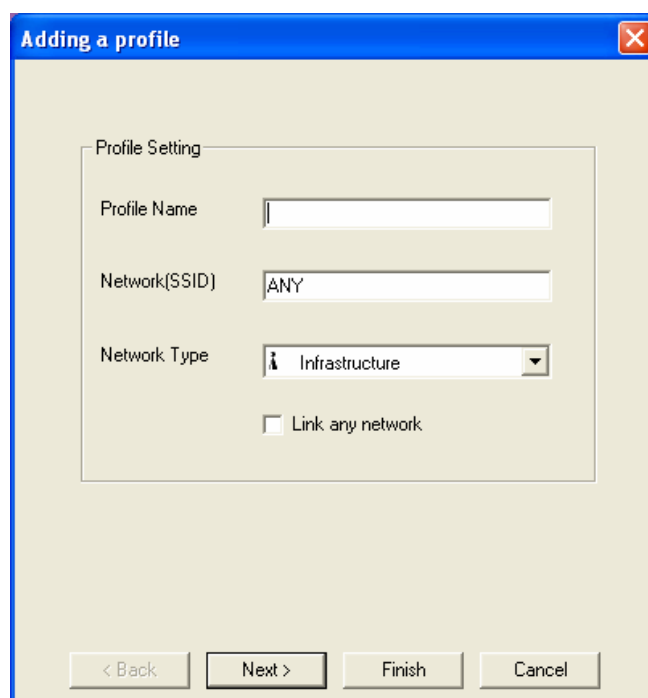 Adding a profile
Profile Setting
Profile Name
Network(SSID) ANY
Network Type Infrastructure
Link any network
< Back Next > Finish Cancel